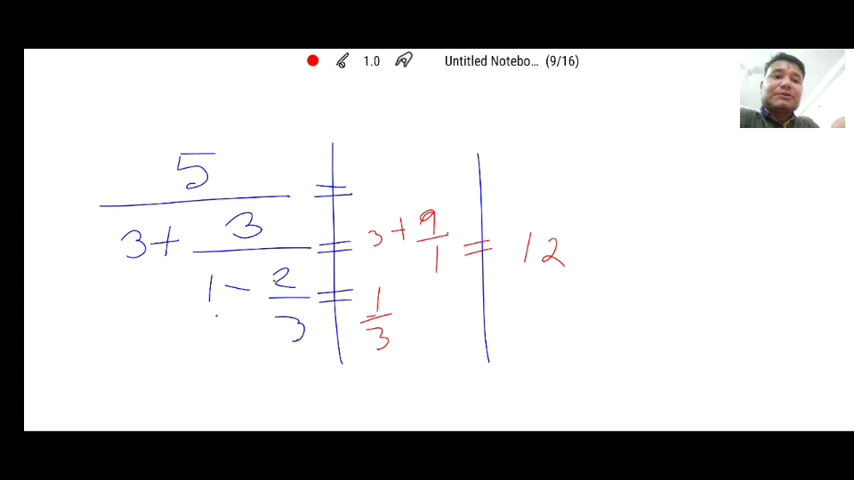 1.0 Untitled Notebo... (9/16)
5 =
3 + 3 = 3 + 9/1 = 12
1 - 2/3 = 1/3